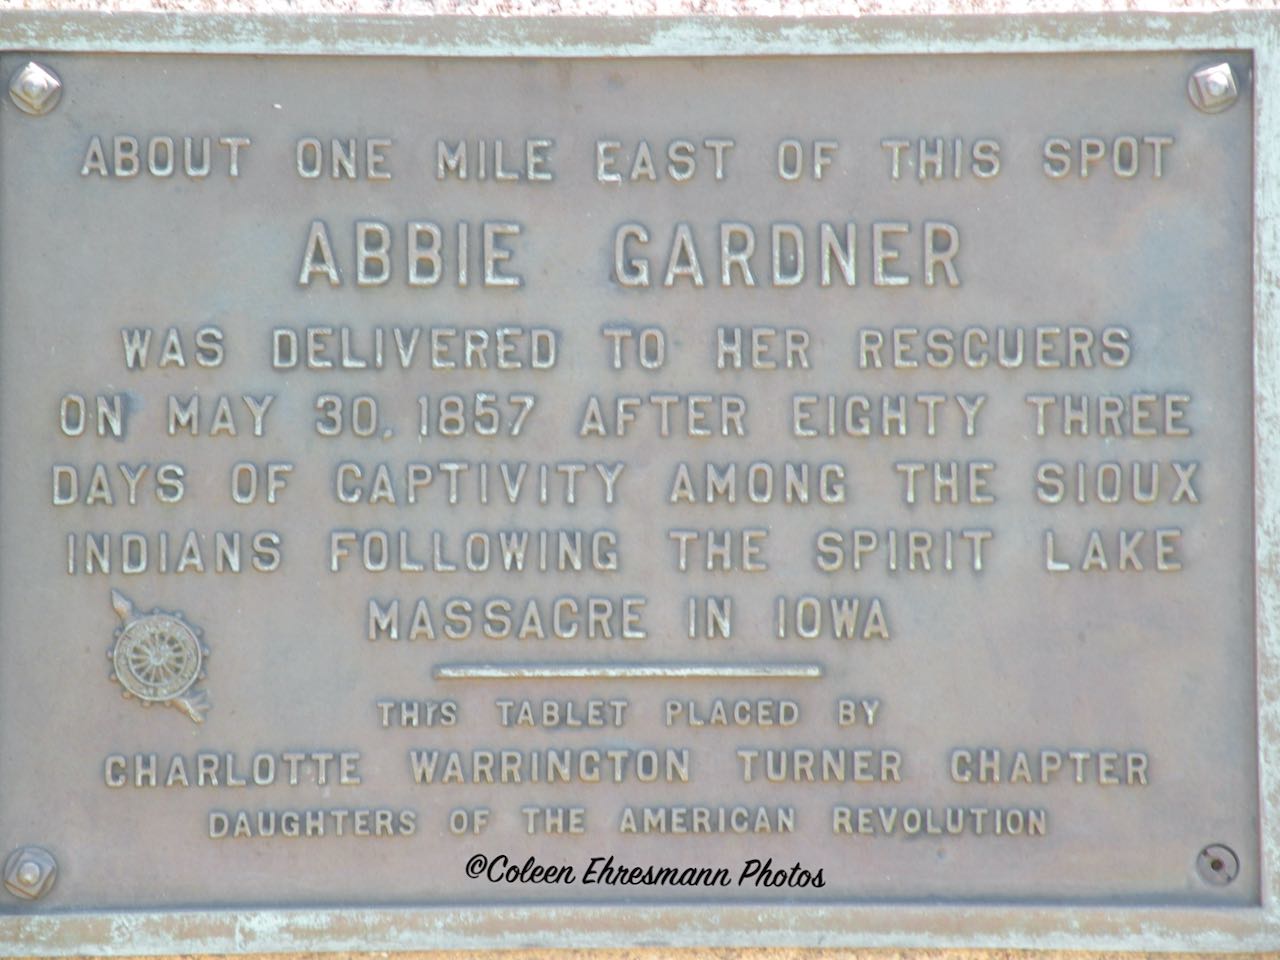 ABOUT ONE MILE EAST OF THIS SPOT
ABBIE GARDNER
WAS DELIVERED TO HER RESCUERS
ON MAY 30, 1857 AFTER EIGHTY THREE
DAYS OF CAPTIVITY AMONG THE SIOUX
INDIANS FOLLOWING THE SPIRIT LAKE
MASSACRE IN IOWA
THIS TABLET PLACED BY
CHARLOTTE WARRINGTON TURNER CHAPTER
DAUGHTERS OF THE AMERICAN REVOLUTION
©Coleen Ehresmann Photos